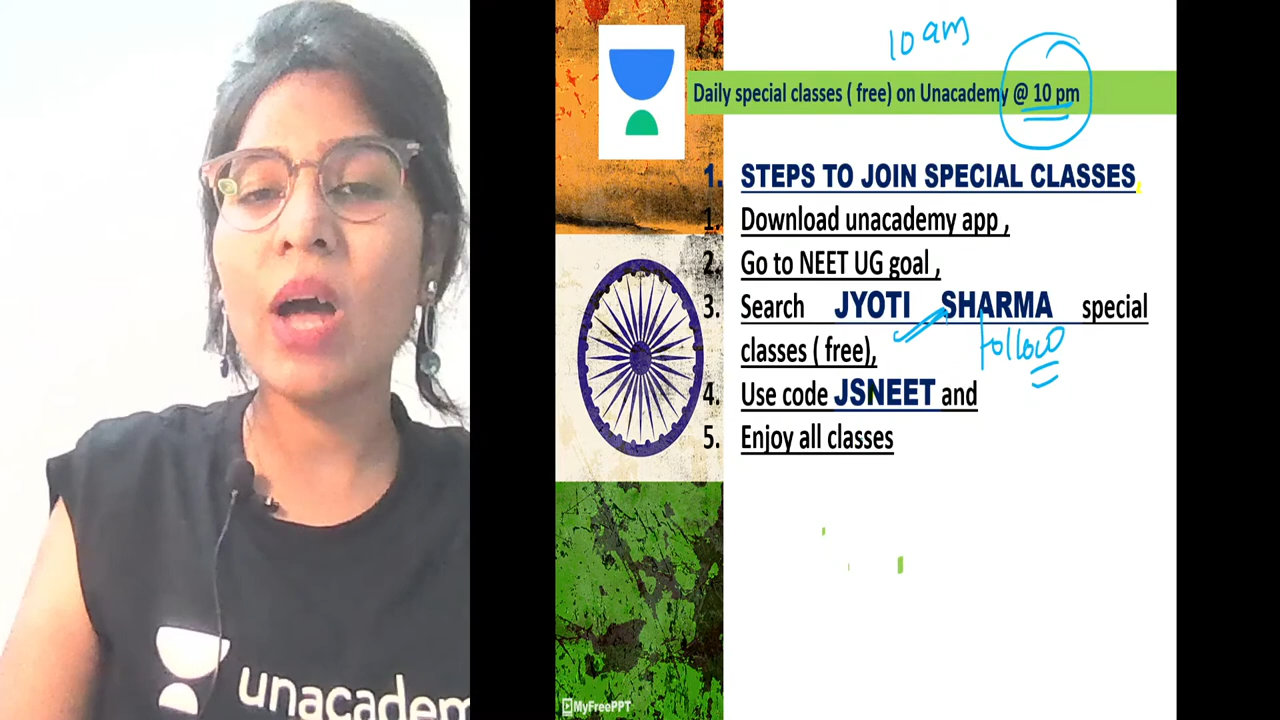 10 am
Daily special classes ( free) on Unacademy @ 10 pm
1. STEPS TO JOIN SPECIAL CLASSES,
1. Download unacademy app ,
2. Go to NEET UG goal ,
3. Search JYOTI SHARMA special
classes ( free),
follow
4. Use code JSNEET and
5. Enjoy all classes
unacadem
MyFreePPT